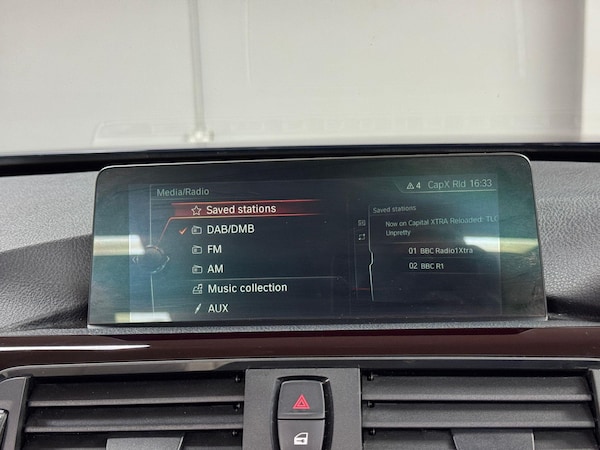 Media/Radio
4 CapX Rld 16:33
Saved stations
DAB/DMB
FM
AM
Music collection
AUX
Saved stations
Now on Capital XTRA Reloaded: TLC
Unpretty
01 BBC Radio1Xtra
02 BBC R1